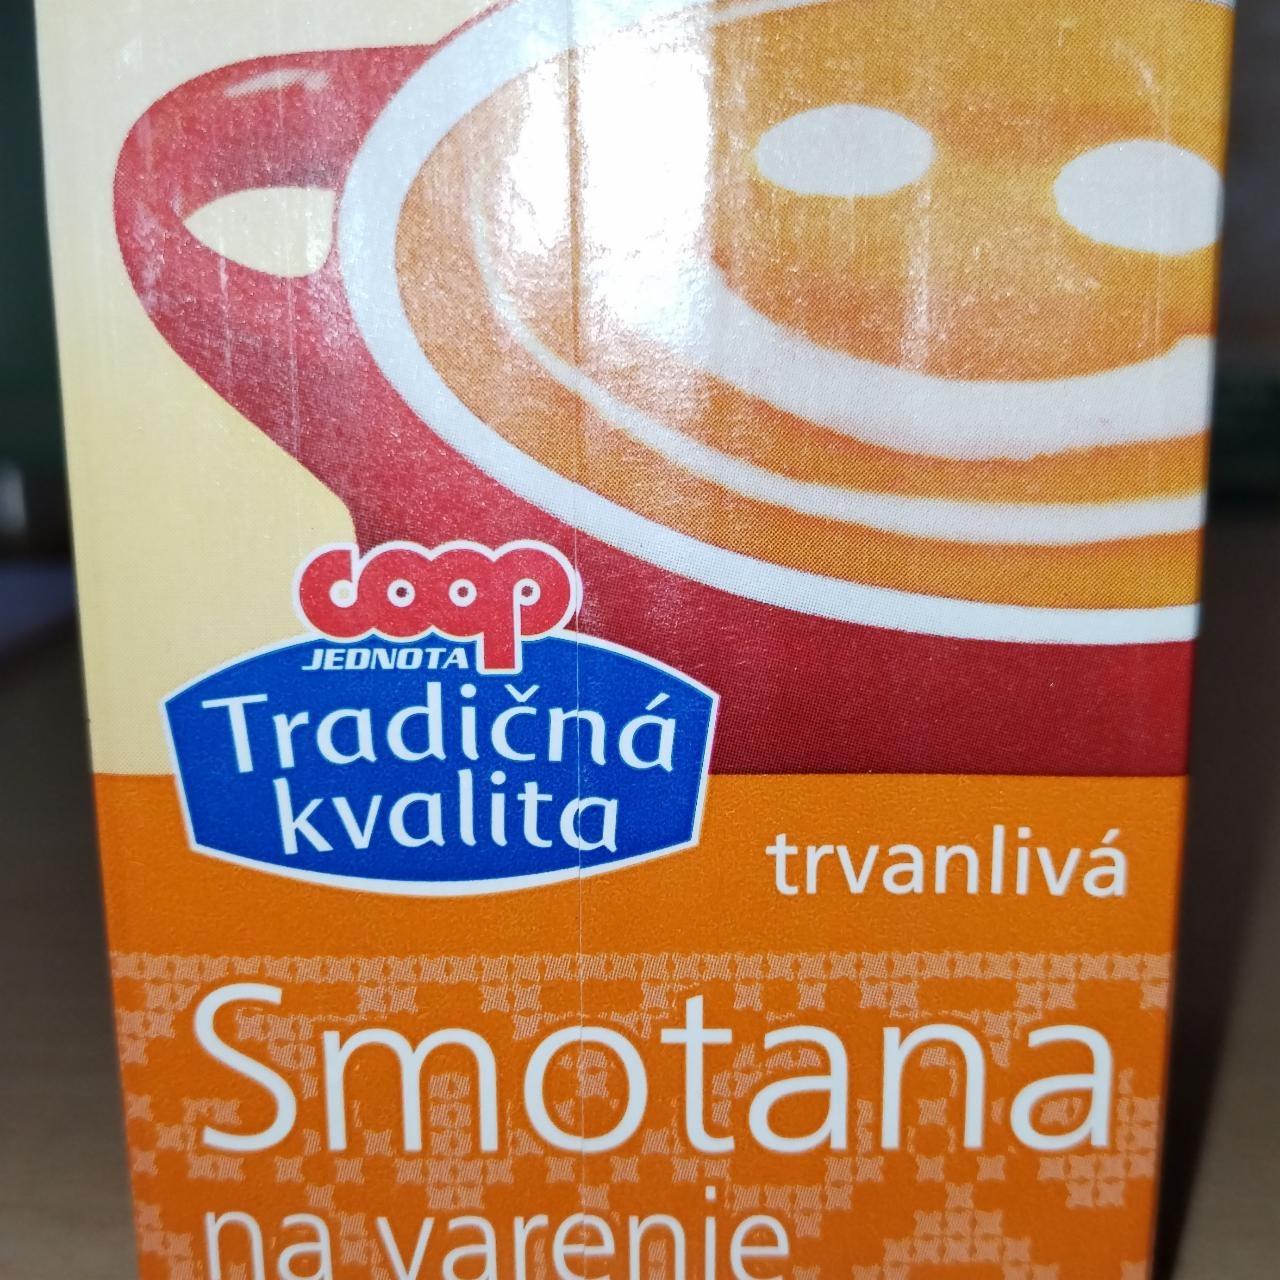 coop
JEDNOTA
Tradičná
kvalita
trvanlivá
Smotana
na varenie